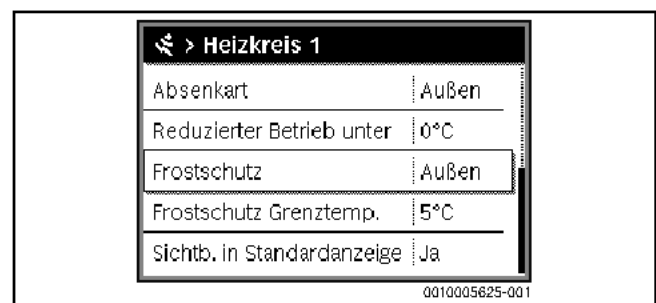 > Heizkreis 1
Absenkart Außen
Reduzierter Betrieb unter 0°C
Frostschutz Außen
Frostschutz Grenztemp. 5°C
Sichtb. in Standardanzeige Ja
0010005625-001